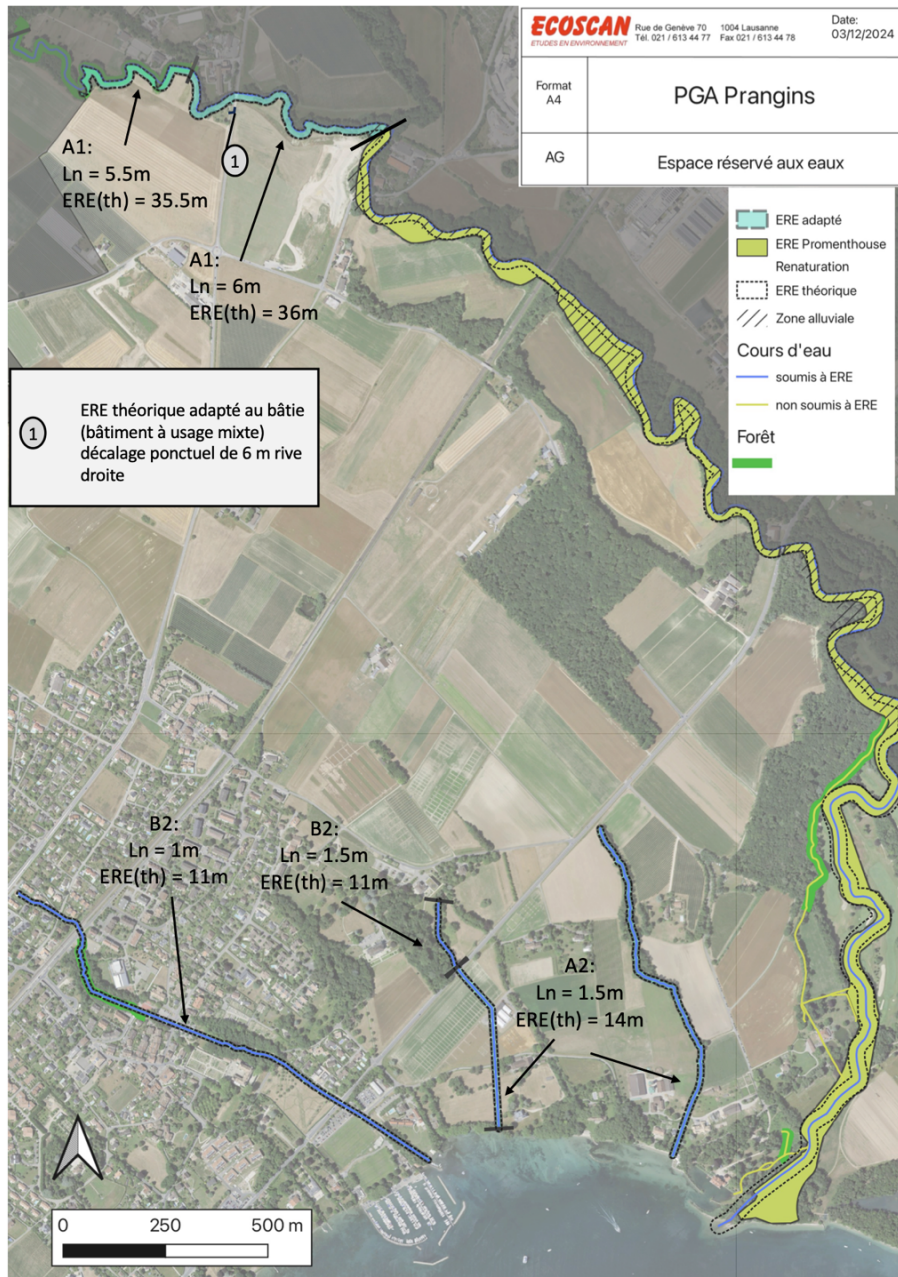 ECOSCAN
ETUDES EN ENVIRONNEMENT
Rue de Genève 70 1004 Lausanne
Tél. 021 / 613 44 77 Fax 021 / 613 44 78
Date:
03/12/2024
Format
A4
PGA Prangins
AG
Espace réservé aux eaux
ERE adapté
ERE Promenthouse
Renaturation
ERE théorique
Zone alluviale
Cours d'eau
soumis à ERE
non soumis à ERE
Forêt
A1:
Ln = 5.5m
ERE(th) = 35.5m
1
A1:
Ln = 6m
ERE(th) = 36m
1
ERE théorique adapté au bâtie
(bâtiment à usage mixte)
décalage ponctuel de 6 m rive
droite
B2:
Ln = 1m
ERE(th) = 11m
B2:
Ln = 1.5m
ERE(th) = 11m
A2:
Ln = 1.5m
ERE(th) = 14m
0 250 500 m